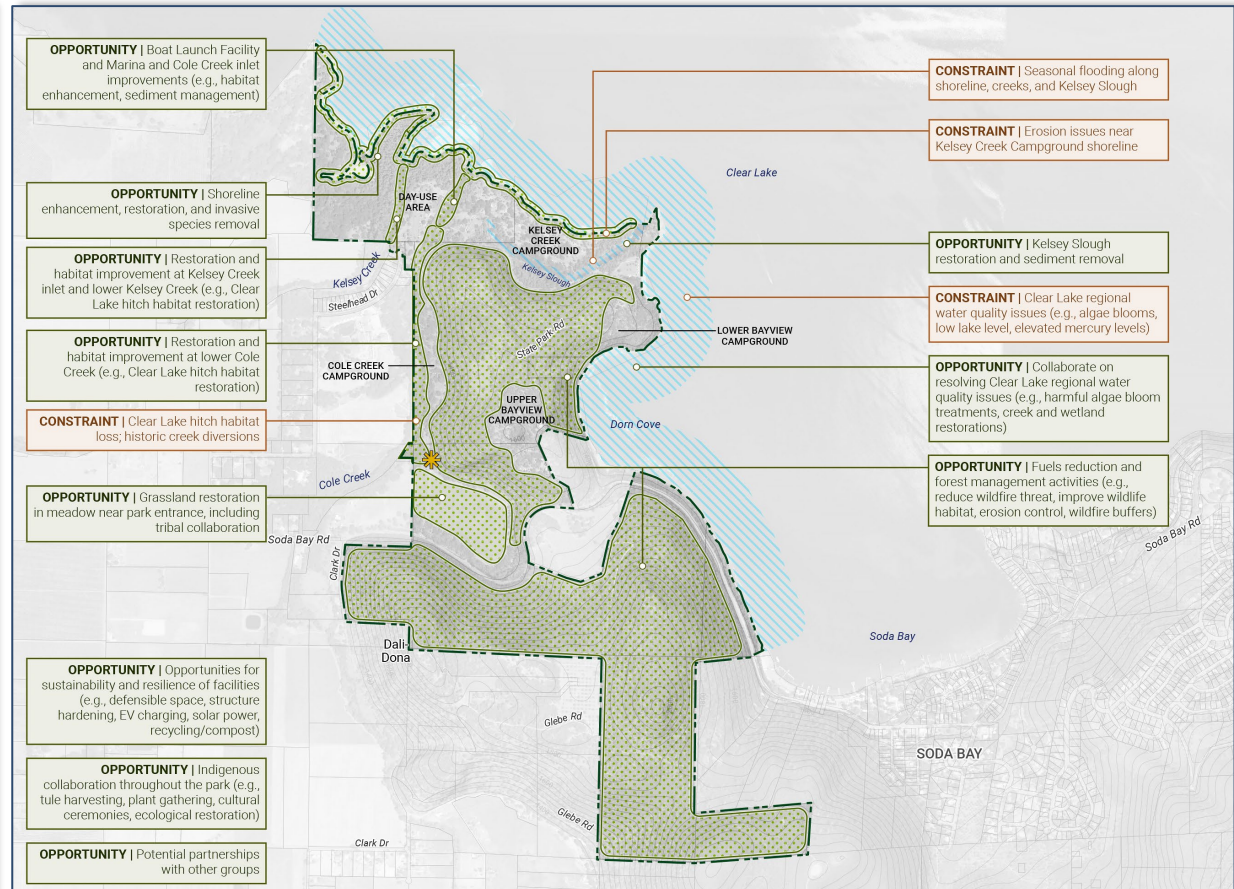 OPPORTUNITY | Boat Launch Facility
and Marina and Cole Creek inlet
improvements (e.g., habitat
enhancement, sediment management)
OPPORTUNITY | Shoreline
enhancement, restoration, and invasive
species removal
OPPORTUNITY | Restoration and
habitat improvement at Kelsey Creek
inlet and lower Kelsey Creek (e.g., Clear
Lake hitch habitat restoration)
OPPORTUNITY | Restoration and
habitat improvement at lower Cole
Creek (e.g., Clear Lake hitch habitat
restoration)
CONSTRAINT | Clear Lake hitch habitat
loss; historic creek diversions
OPPORTUNITY | Grassland restoration
in meadow near park entrance, including
tribal collaboration
OPPORTUNITY | Opportunities for
sustainability and resilience of facilities
(e.g., defensible space, structure
hardening, EV charging, solar power,
recycling/compost)
OPPORTUNITY | Indigenous
collaboration throughout the park (e.g.,
tule harvesting, plant gathering, cultural
ceremonies, ecological restoration)
OPPORTUNITY | Potential partnerships
with other groups
DAY-USE
AREA
KELSEY
CREEK
CAMPGROUND
Kelsey Slough
Kelsey Creek
Steelhead Dr
State Park Rd
COLE CREEK
CAMPGROUND
UPPER
BAYVIEW
CAMPGROUND
LOWER BAYVIEW
CAMPGROUND
Clear Lake
Dorn Cove
Cole Creek
Soda Bay Rd
Clark Dr
Dali-
Dona
Glebe Rd
Glebe Rd
Clark Dr
Soda Bay
SODA BAY
Soda Bay Rd
CONSTRAINT | Seasonal flooding along
shoreline, creeks, and Kelsey Slough
CONSTRAINT | Erosion issues near
Kelsey Creek Campground shoreline
OPPORTUNITY | Kelsey Slough
restoration and sediment removal
CONSTRAINT | Clear Lake regional
water quality issues (e.g., algae blooms,
low lake level, elevated mercury levels)
OPPORTUNITY | Collaborate on
resolving Clear Lake regional water
quality issues (e.g., harmful algae bloom
treatments, creek and wetland
restorations)
OPPORTUNITY | Fuels reduction and
forest management activities (e.g.,
reduce wildfire threat, improve wildlife
habitat, erosion control, wildfire buffers)